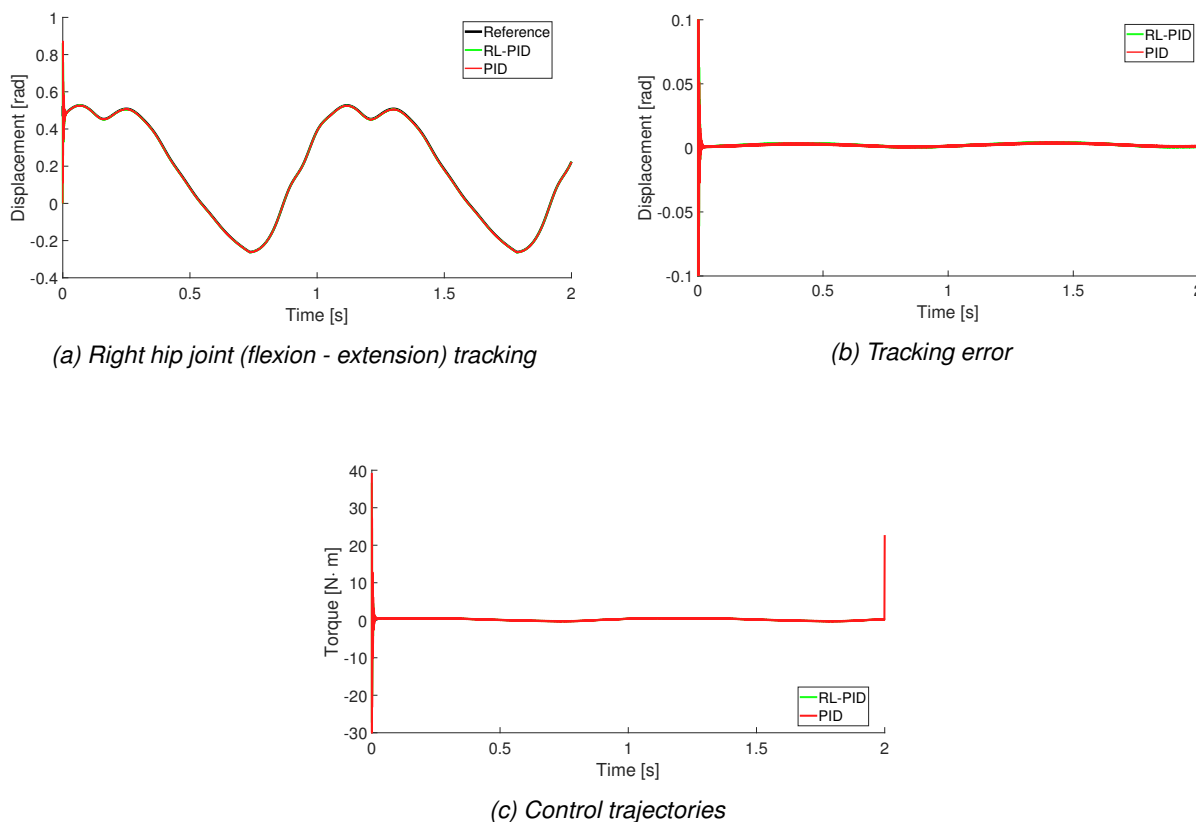 1
0.8
0.6
0.4
0.2
0
-0.2
-0.4
Displacement [rad]
0
0.5
1
1.5
2
Time [s]
Reference
RL-PID
PID
(a) Right hip joint (flexion - extension) tracking
0.1
0.05
0
-0.05
-0.1
Displacement [rad]
0
0.5
1
1.5
2
Time [s]
RL-PID
PID
(b) Tracking error
40
30
20
10
0
-10
-20
-30
Torque [N· m]
0
0.5
1
1.5
2
Time [s]
RL-PID
PID
(c) Control trajectories